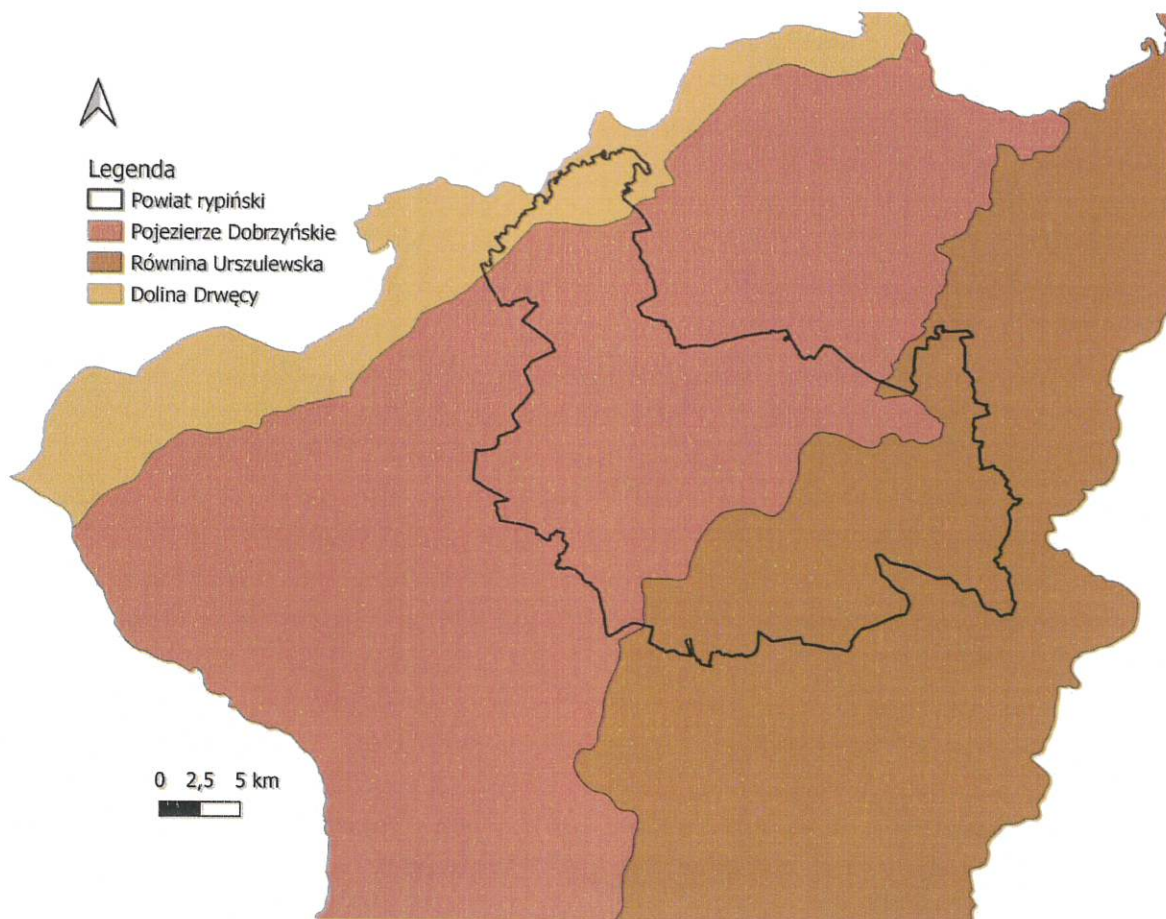 Legenda
Powiat rypiński
Pojezierze Dobrzyńskie
Równina Urszulewska
Dolina Drwęcy
0 2,5 5 km